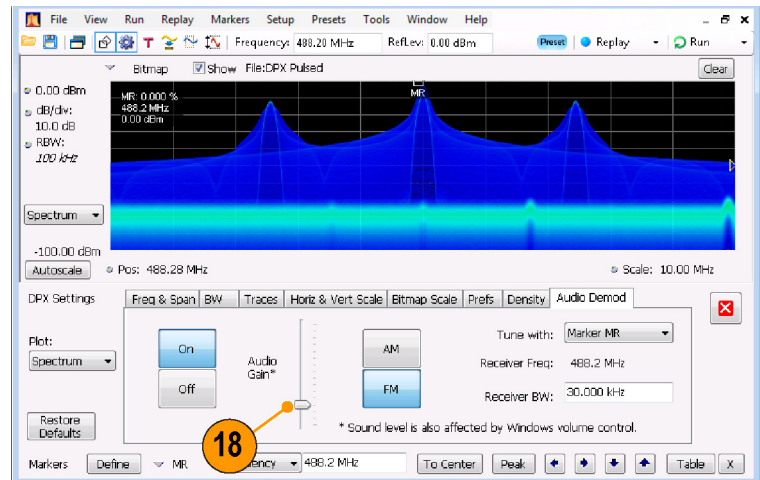 File View Run Replay Markers Setup Presets Tools Window Help
Frequency: 488.20 MHz RefLev: 0.00 dBm Preset Replay Run
Bitmap Show File:DPX Pulsed Clear
0.00 dBm
dB/div:
10.0 dB
RBW:
100 kHz
MR: 0.000 %
488.2 MHz
0.00 dBm
MR
Spectrum
-100.00 dBm
Autoscale Pos: 488.28 MHz Scale: 10.00 MHz
DPX Settings Freq & Span BW Traces Horiz & Vert Scale Bitmap Scale Prefs Density Audio Demod
Plot:
Spectrum
Restore
Defaults
On
Off
Audio
Gain*
AM
FM
Tune with: Marker MR
Receiver Freq: 488.2 MHz
Receiver BW: 30.000 kHz
* Sound level is also affected by Windows volume control.
18
Markers Define MR 488.2 MHz To Center Peak Table X